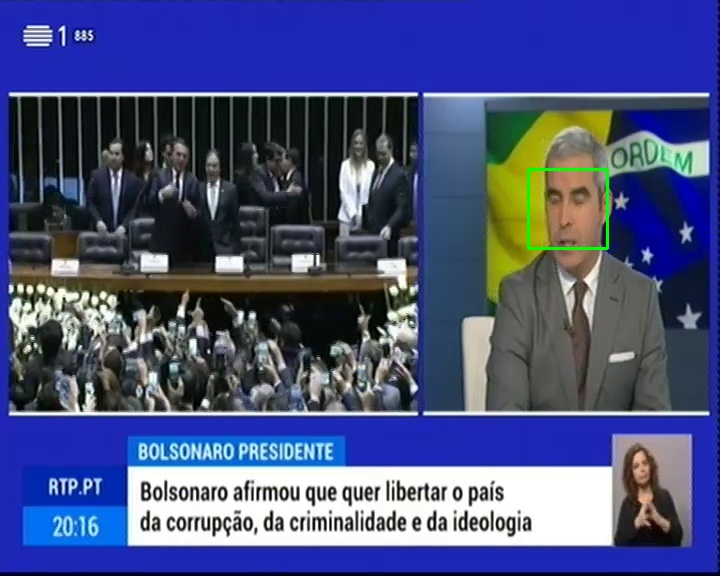 1 885
ORDEM
BOLSONARO PRESIDENTE
RTP.PT
Bolsonaro afirmou que quer libertar o país
20:16
da corrupção, da criminalidade e da ideologia